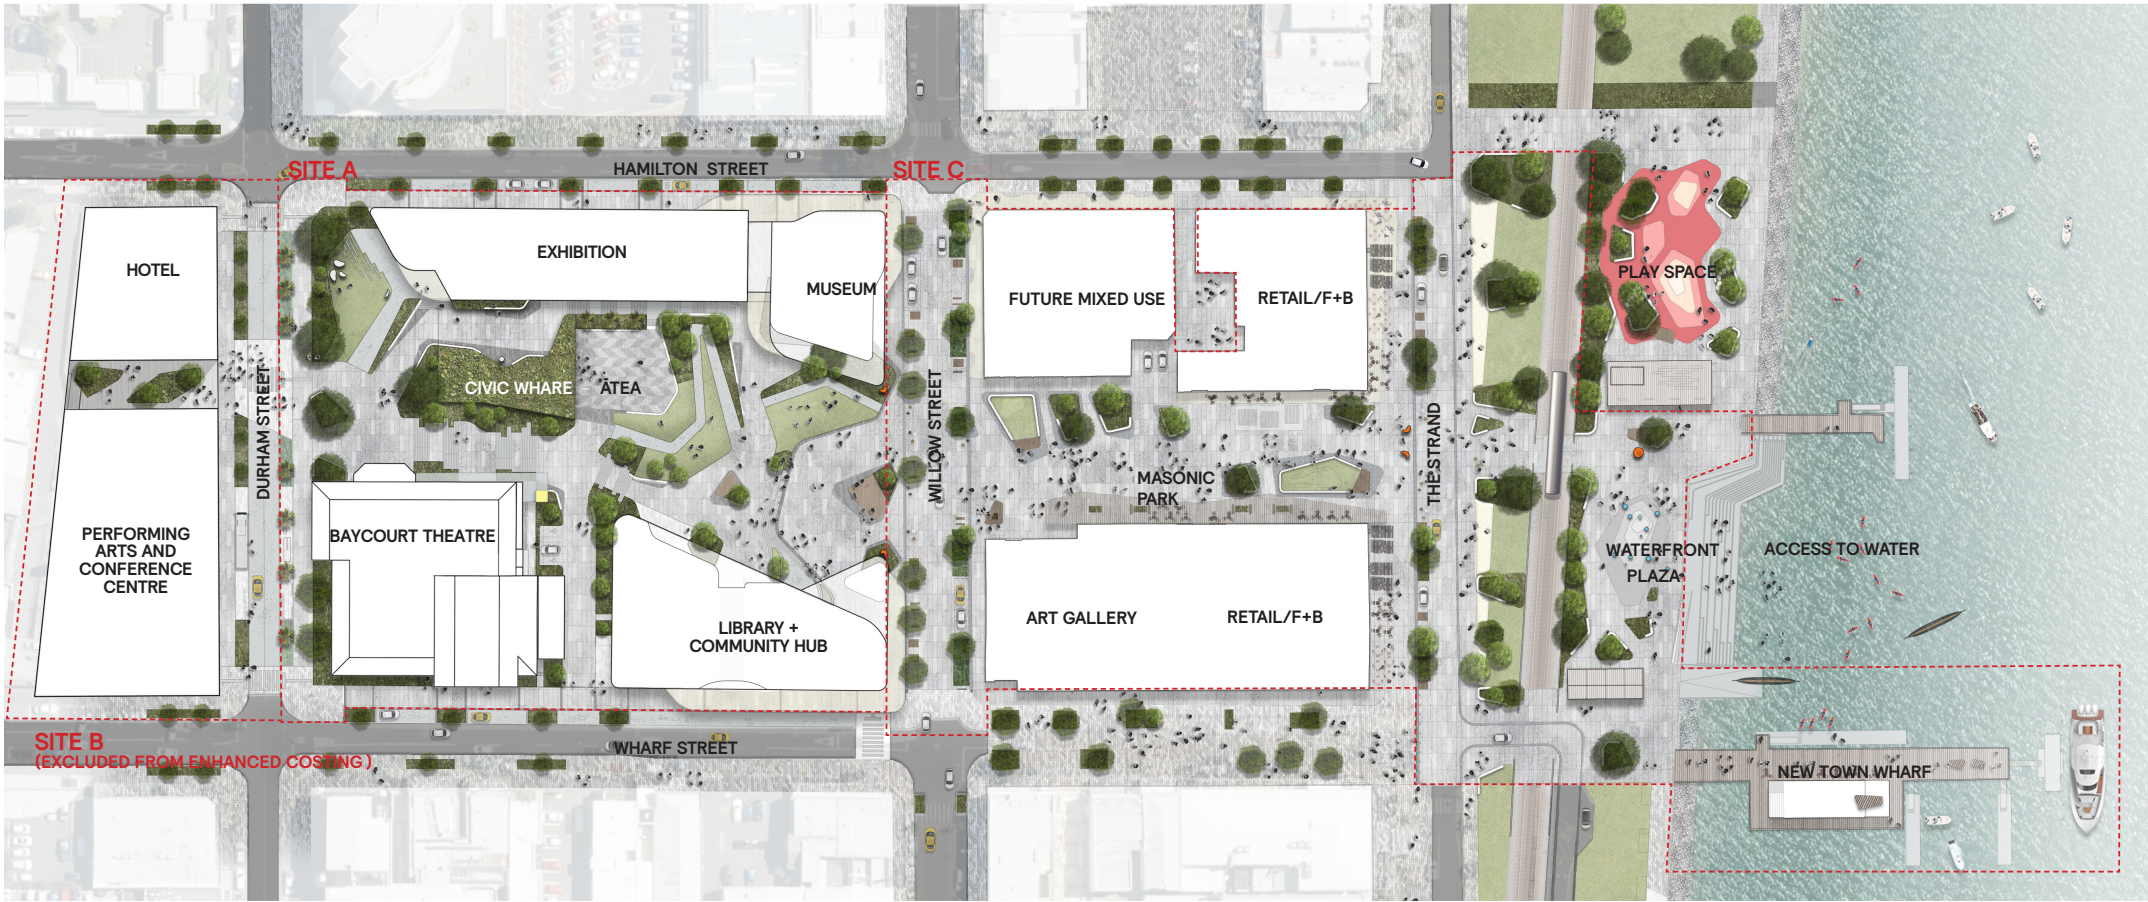 SITE A
HAMILTON STREET
SITE C
HOTEL
EXHIBITION
MUSEUM
FUTURE MIXED USE
RETAIL/F+B
PLAY SPACE
DURHAM STREET
CIVIC WHARE
ĀTEA
WILLOW STREET
THE STRAND
MASONIC
PARK
PERFORMING
ARTS AND
CONFERENCE
CENTRE
BAYCOURT THEATRE
WATERFRONT
PLAZA
ACCESS TO WATER
LIBRARY +
COMMUNITY HUB
ART GALLERY
RETAIL/F+B
SITE B
(EXCLUDED FROM ENHANCED COSTING )
WHARF STREET
NEW TOWN WHARF